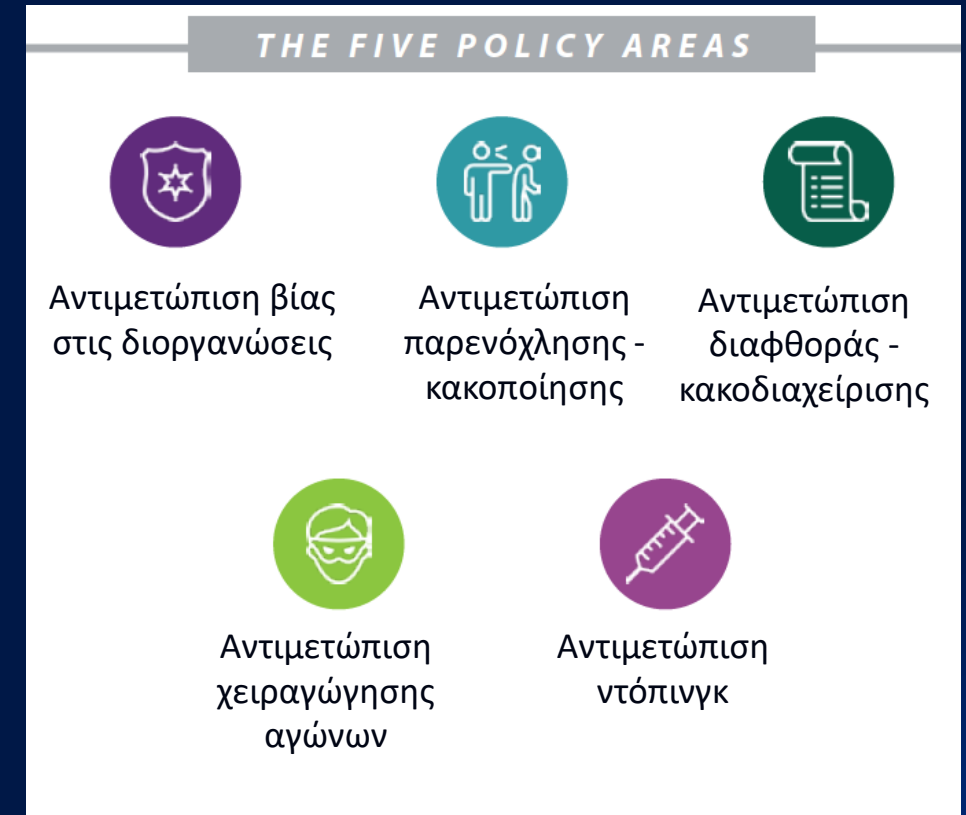 THE FIVE POLICY AREAS
Αντιμετώπιση βίας
στις διοργανώσεις
Αντιμετώπιση
παρενόχλησης -
κακοποίησης
Αντιμετώπιση
διαφθοράς -
κακοδιαχείρισης
Αντιμετώπιση
χειραγώγησης
αγώνων
Αντιμετώπιση
ντόπινγκ